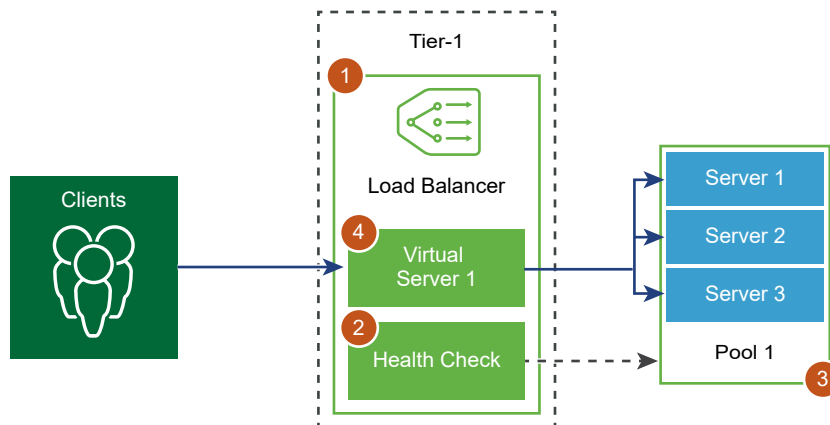 Tier-1
1
Load Balancer
Clients
4
Virtual
Server 1
2
Health Check
Server 1
Server 2
Server 3
Pool 1
3